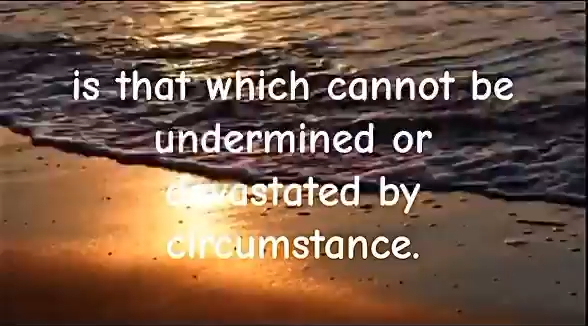 is that which cannot be
undermined or
devastated by
circumstance.